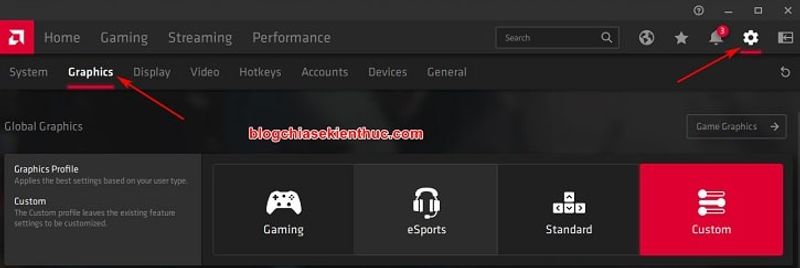 Home Gaming Streaming Performance Search 3
System Graphics Display Video Hotkeys Accounts Devices General
Global Graphics
blogchiasekienthuc.com
Game Graphics
Graphics Profile
Applies the best settings based on your user type.
Custom
The Custom profile leaves the existing feature
settings to be customized.
Gaming eSports Standard Custom